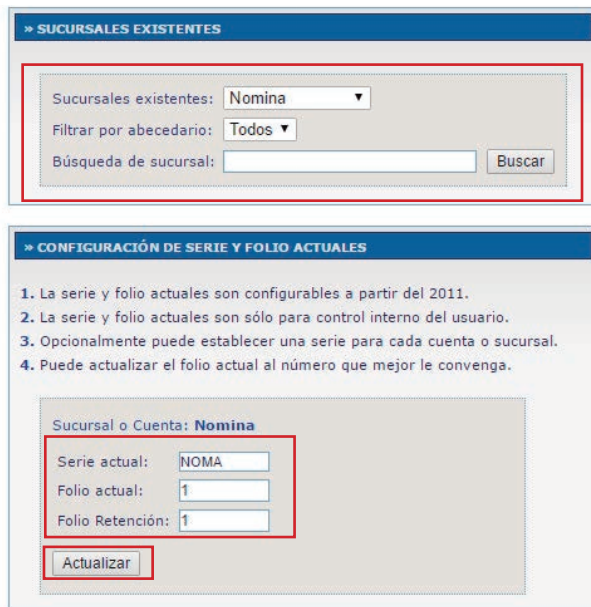 » SUCURSALES EXISTENTES
Sucursales existentes: Nomina
Filtrar por abecedario: Todos
Búsqueda de sucursal: Buscar
» CONFIGURACIÓN DE SERIE Y FOLIO ACTUALES
1. La serie y folio actuales son configurables a partir del 2011.
2. La serie y folio actuales son sólo para control interno del usuario.
3. Opcionalmente puede establecer una serie para cada cuenta o sucursal.
4. Puede actualizar el folio actual al número que mejor le convenga.
Sucursal o Cuenta: Nomina
Serie actual: NOMA
Folio actual: 1
Folio Retención: 1
Actualizar